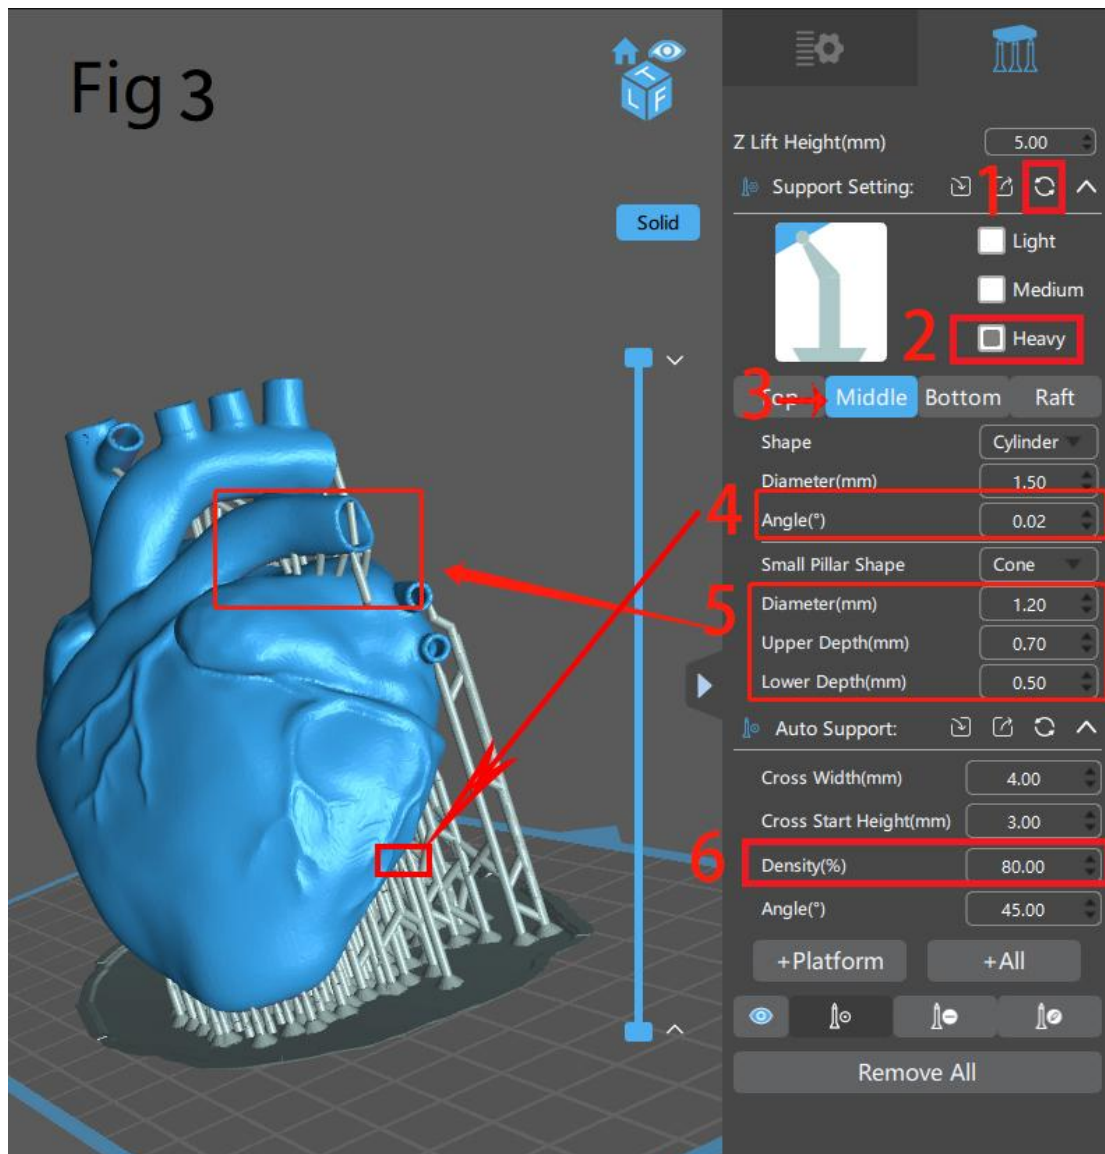 Fig 3
T
L F
Solid
Z Lift Height(mm) 5.00
1
Support Setting:
Light
Medium
2 Heavy
3 Top Middle Bottom Raft
Shape Cylinder
Diameter(mm) 1.50
4 Angle(°) 0.02
Small Pillar Shape Cone
5 Diameter(mm) 1.20
Upper Depth(mm) 0.70
Lower Depth(mm) 0.50
Auto Support:
Cross Width(mm) 4.00
Cross Start Height(mm) 3.00
6 Density(%) 80.00
Angle(°) 45.00
+Platform +All
Remove All